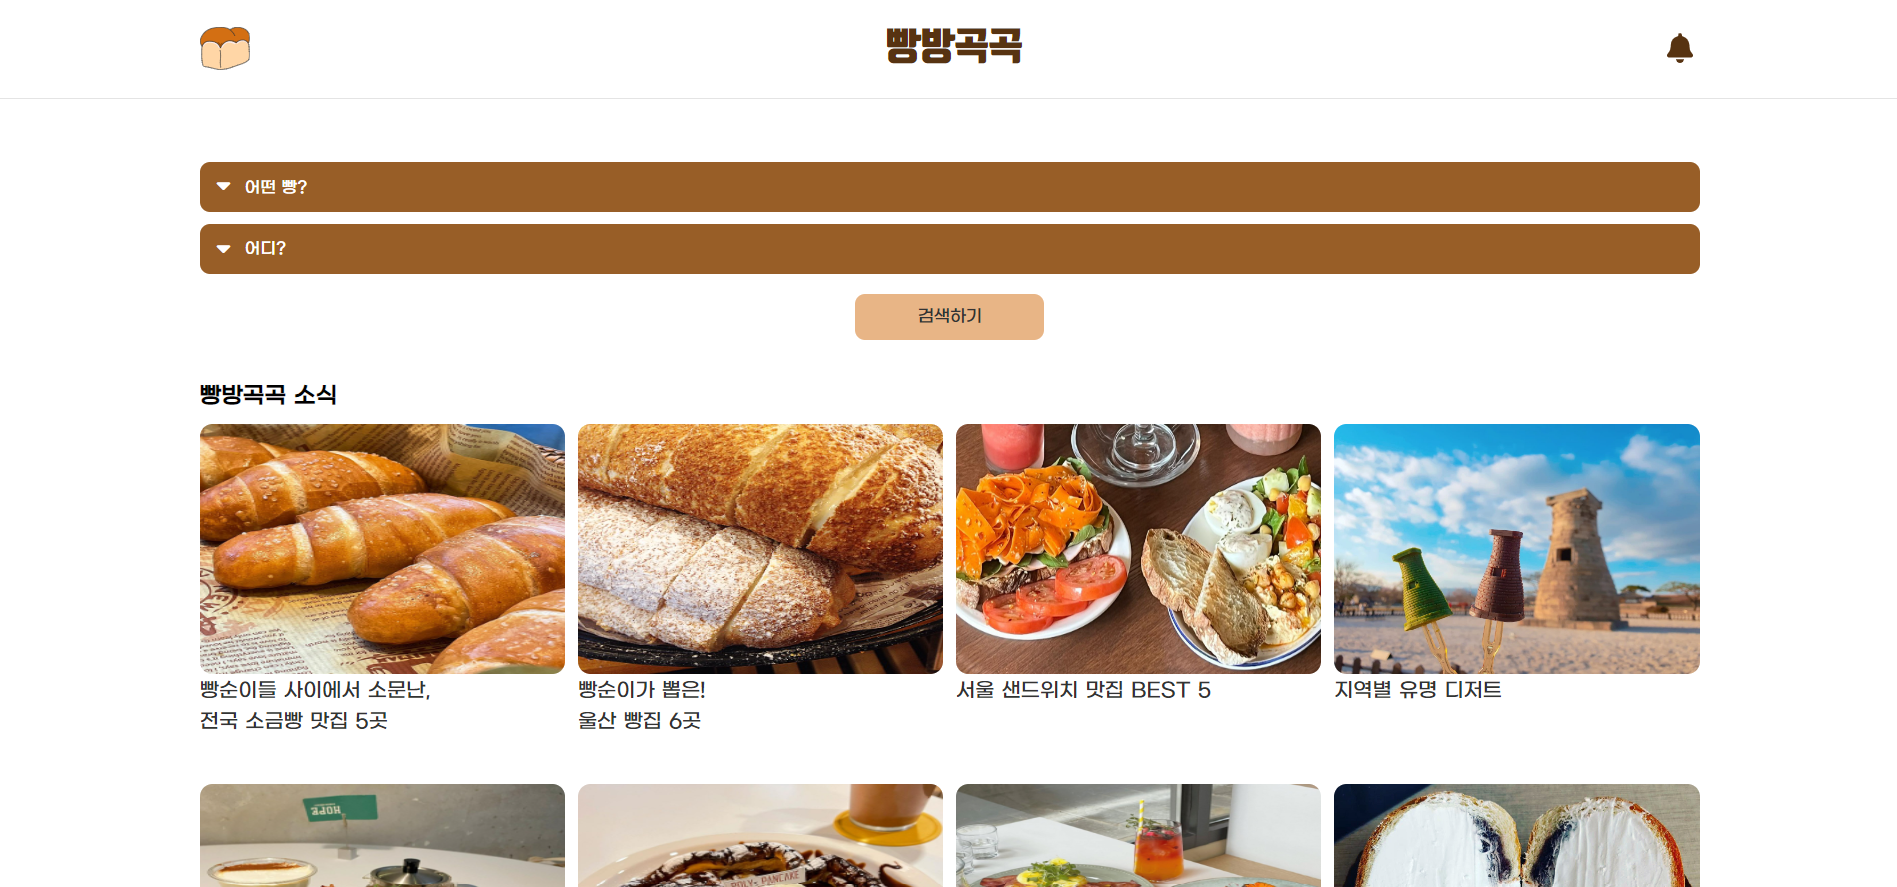 빵방곡곡
어떤 빵?
어디?
검색하기
빵방곡곡 소식
빵순이들 사이에서 소문난,
전국 소금빵 맛집 5곳
빵순이가 뽑은!
울산 빵집 6곳
서울 샌드위치 맛집 BEST 5
지역별 유명 디저트
HOPE
PANCAKE